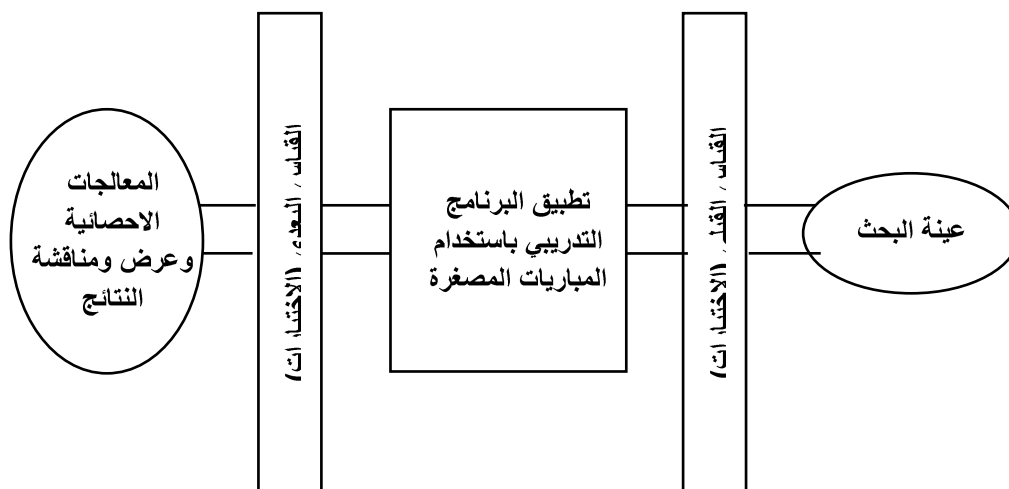 عينة البحث
القياس القبلي (الاختبارات)
تطبيق البرنامج
التدريبي باستخدام
المباريات المصغرة
القياس البعدي (الاختبارات)
المعالجات
الاحصائية
وعرض ومناقشة
النتائج